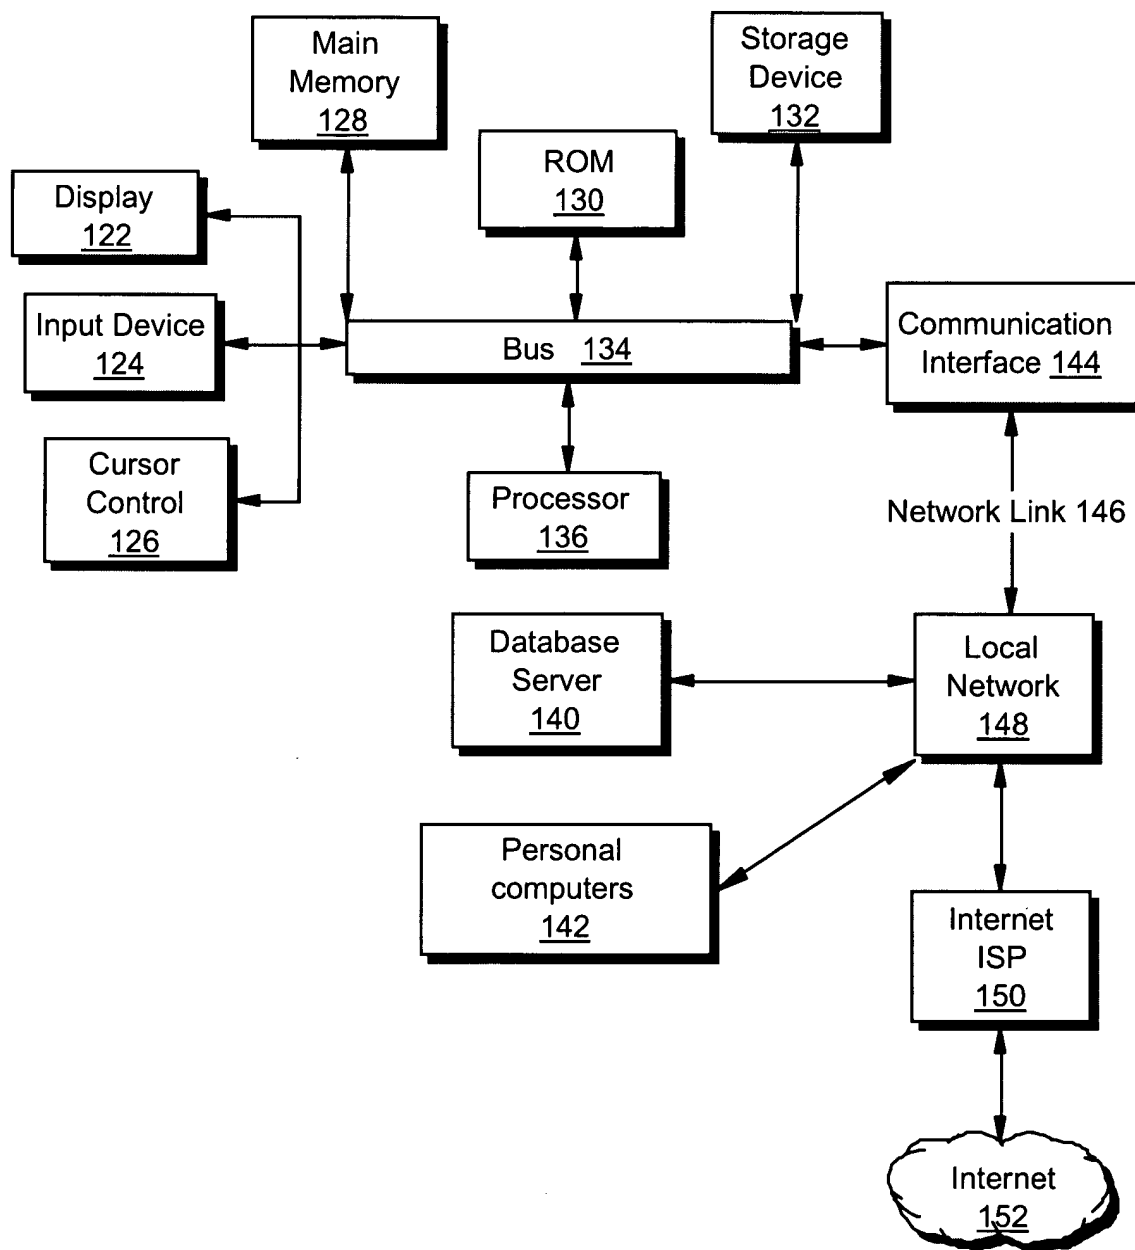 Main
Memory
128
Storage
Device
132
ROM
130
Display
122
Input Device
124
Bus 134
Communication
Interface 144
Cursor
Control
126
Processor
136
Network Link 146
Database
Server
140
Local
Network
148
Personal
computers
142
Internet
ISP
150
Internet
152